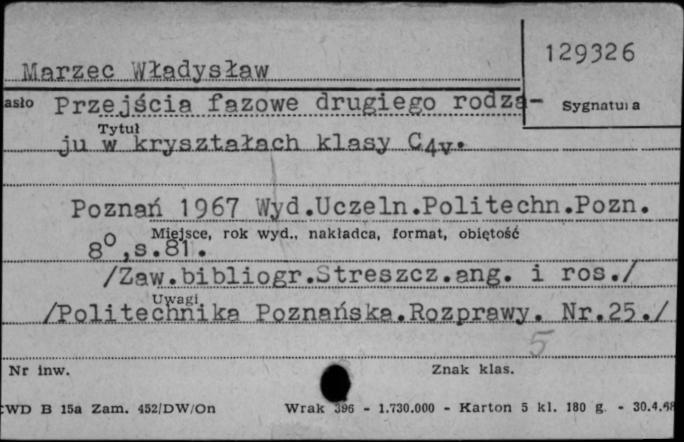 129326
Marzec Władysław
asło Przejścia fazowe drugiego rodza- Sygnatura
Tytuł
ju w kryształach klasy C4v.
Poznań 1967 Wyd.Uczeln.Politechn.Pozn.
Miejsce, rok wyd., nakładca, format, objętość
8°,s.81.
/Zaw.bibliogr.Streszcz.ang. i ros./
Uwagi
/Politechnika Poznańska.Rozprawy. Nr.25./
5
Nr inw. Znak klas.
CWD B 15a Zam. 452/DW/On Wrak 396 - 1.730.000 - Karton 5 kl. 180 g. - 30.4.68